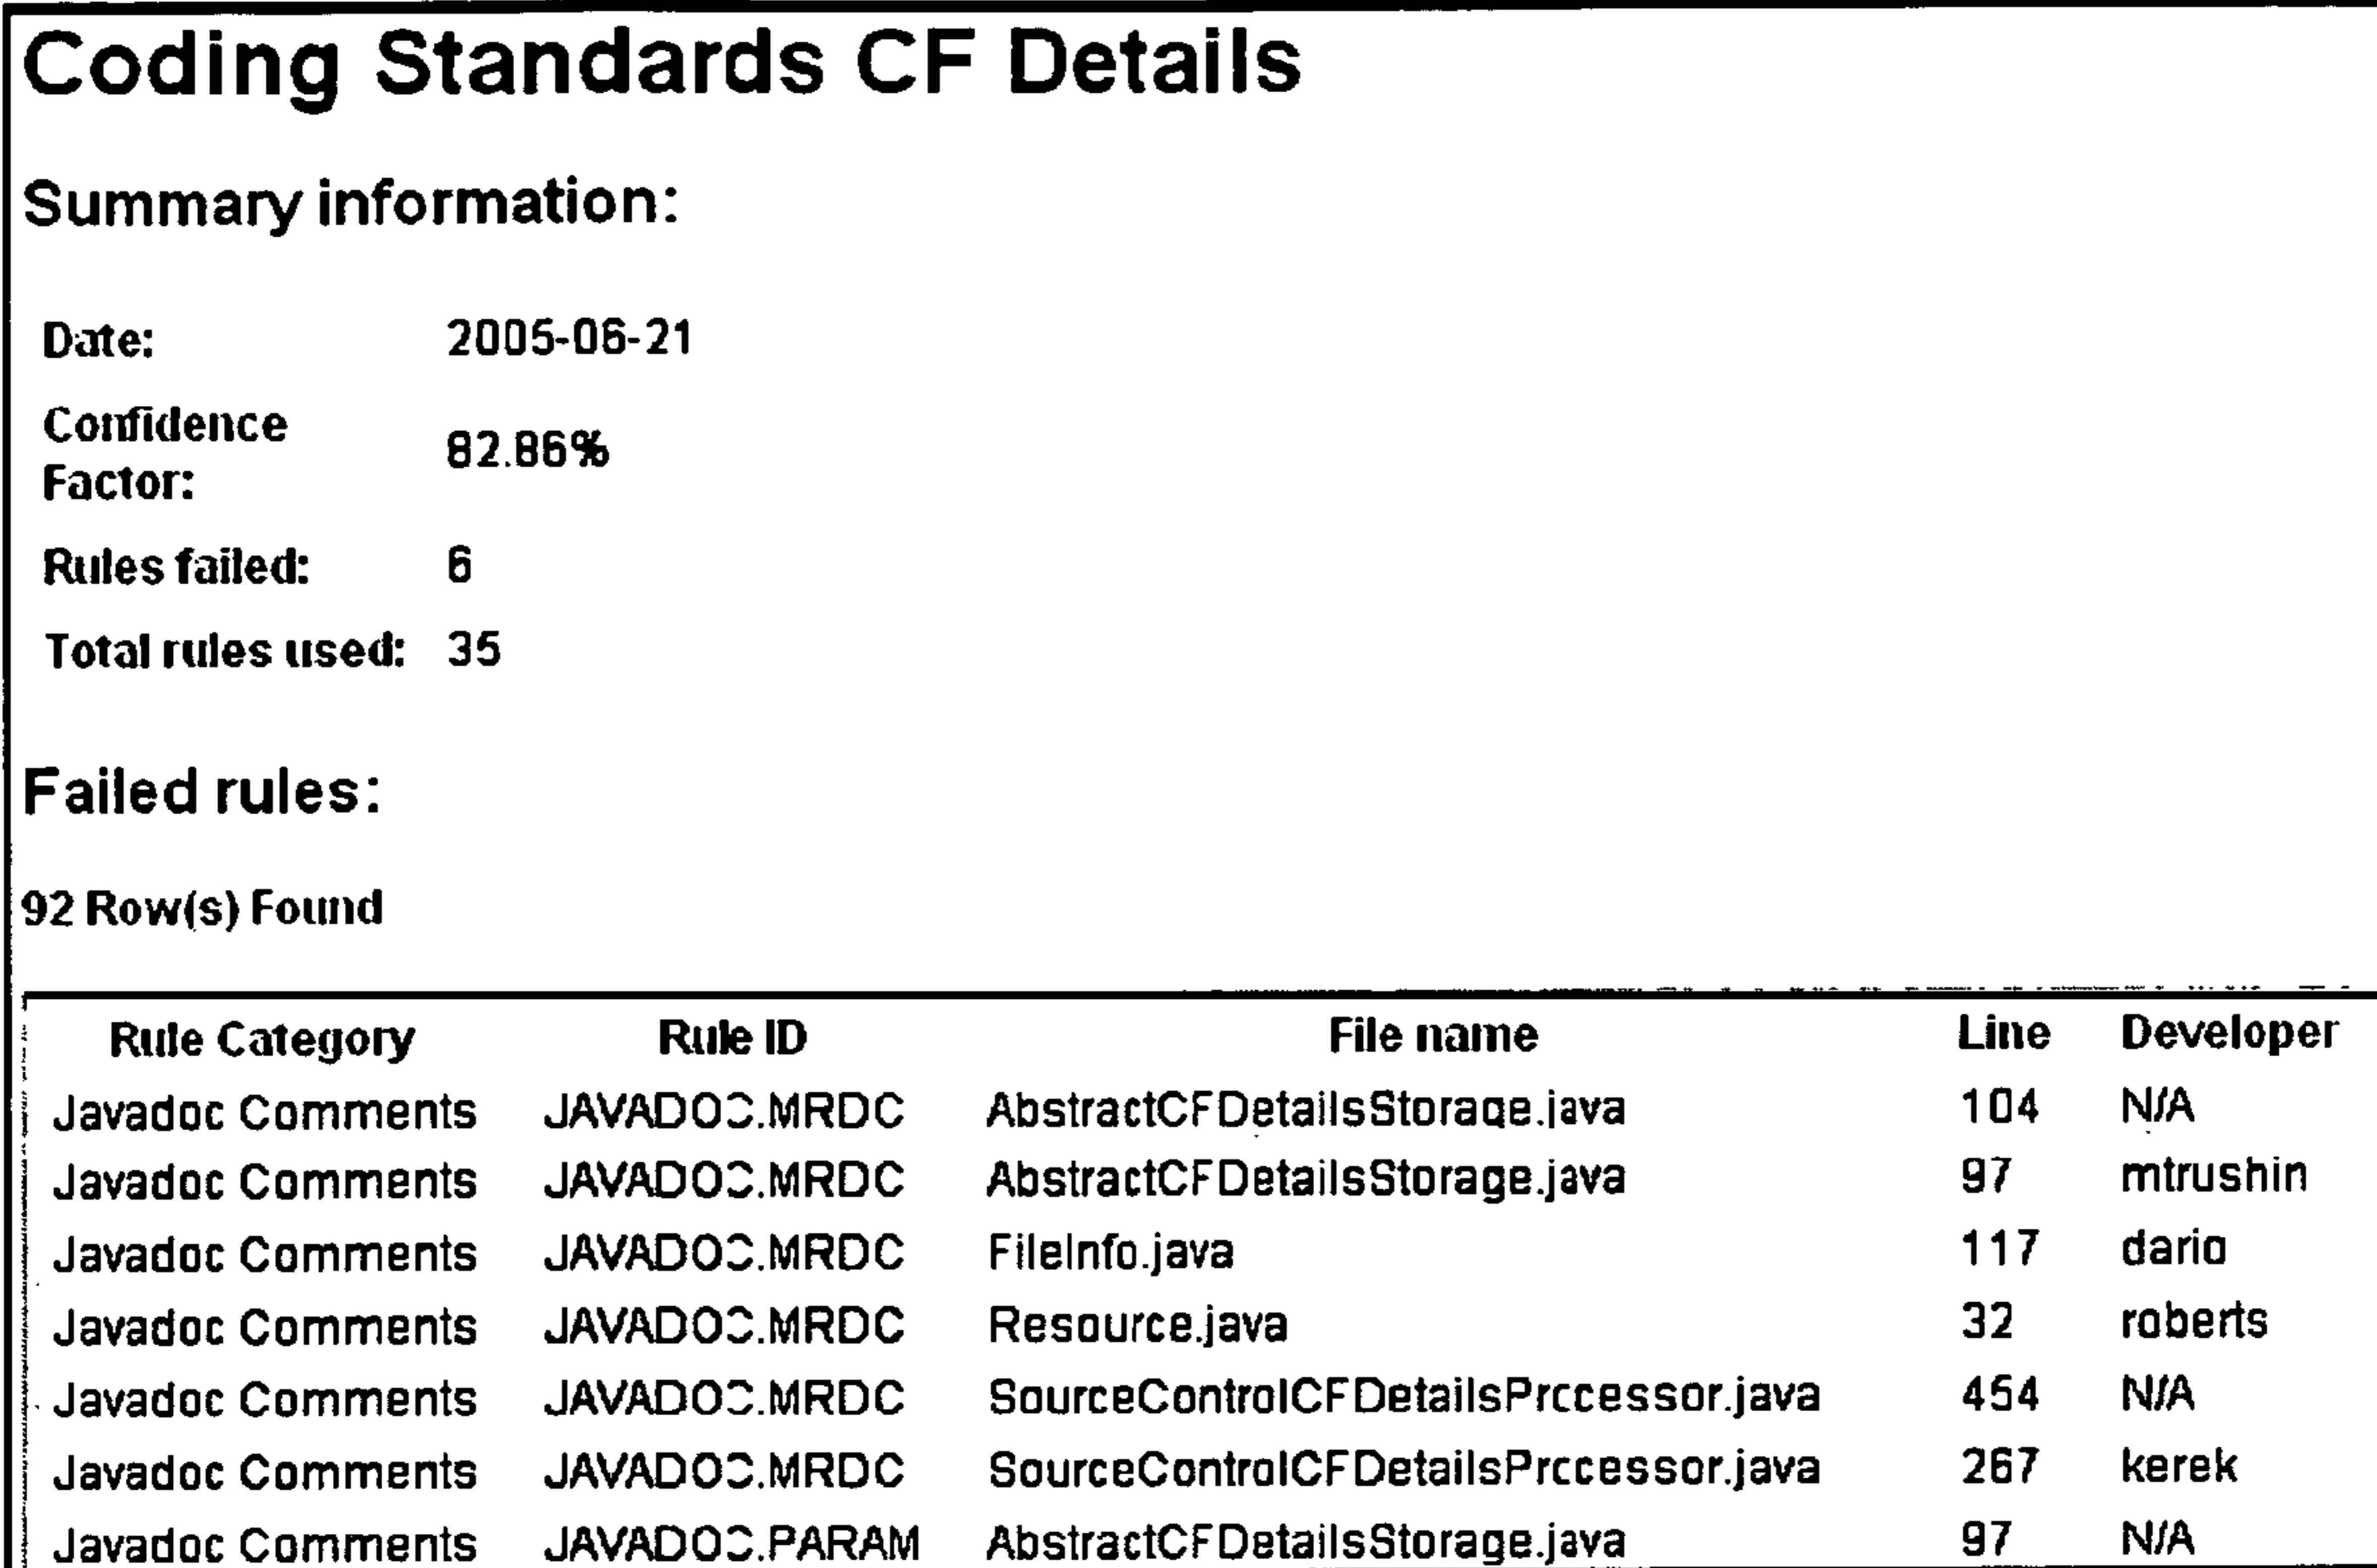 Coding Standards CF Details
Summary information:
Date: 2005-06-21
Confidence
Factor: 82.86%
Rules failed: 6
Total rules used: 35
Failed rules:
92 Row(s) Found
Rule Category Rule ID File name Line Developer
Javadoc Comments JAVADOC.MRDC AbstractCFDetailsStorage.java 104 N/A
Javadoc Comments JAVADOC.MRDC AbstractCFDetailsStorage.java 97 mtrushin
Javadoc Comments JAVADOC.MRDC FileInfo.java 117 dario
Javadoc Comments JAVADOC.MRDC Resource.java 32 roberts
Javadoc Comments JAVADOC.MRDC SourceControlCFDetailsProcessor.java 454 N/A
Javadoc Comments JAVADOC.MRDC SourceControlCFDetailsProcessor.java 267 kerek
Javadoc Comments JAVADOC.PARAM AbstractCFDetailsStorage.java 97 N/A